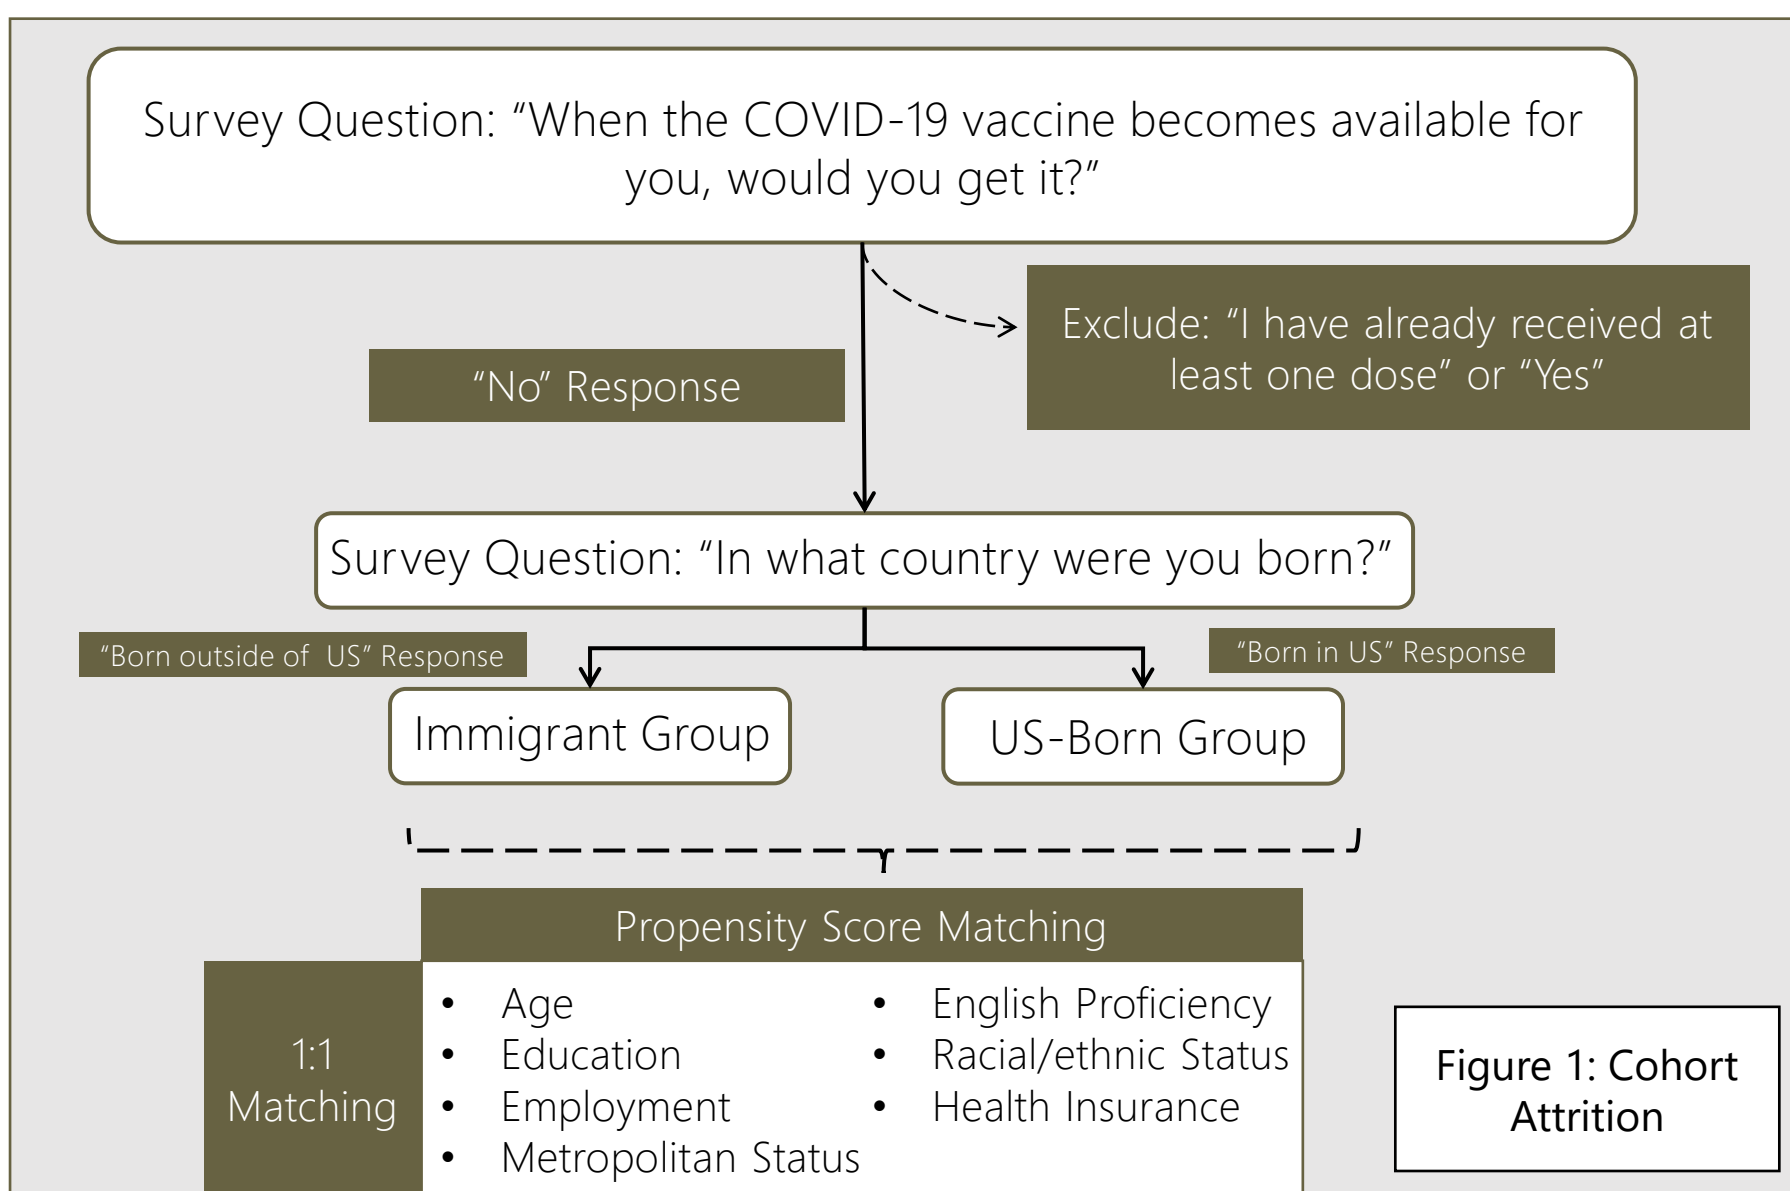 Survey Question: “When the COVID-19 vaccine becomes available for
you, would you get it?”
Exclude: “I have already received at
least one dose” or “Yes”
“No” Response
Survey Question: “In what country were you born?”
“Born outside of  US” Response
“Born in US” Response
Immigrant Group
US-Born Group
Propensity Score Matching
1:1
Matching
• Age
• Education
• Employment
• Metropolitan Status
• English Proficiency
• Racial/ethnic Status
• Health Insurance
Figure 1: Cohort
Attrition